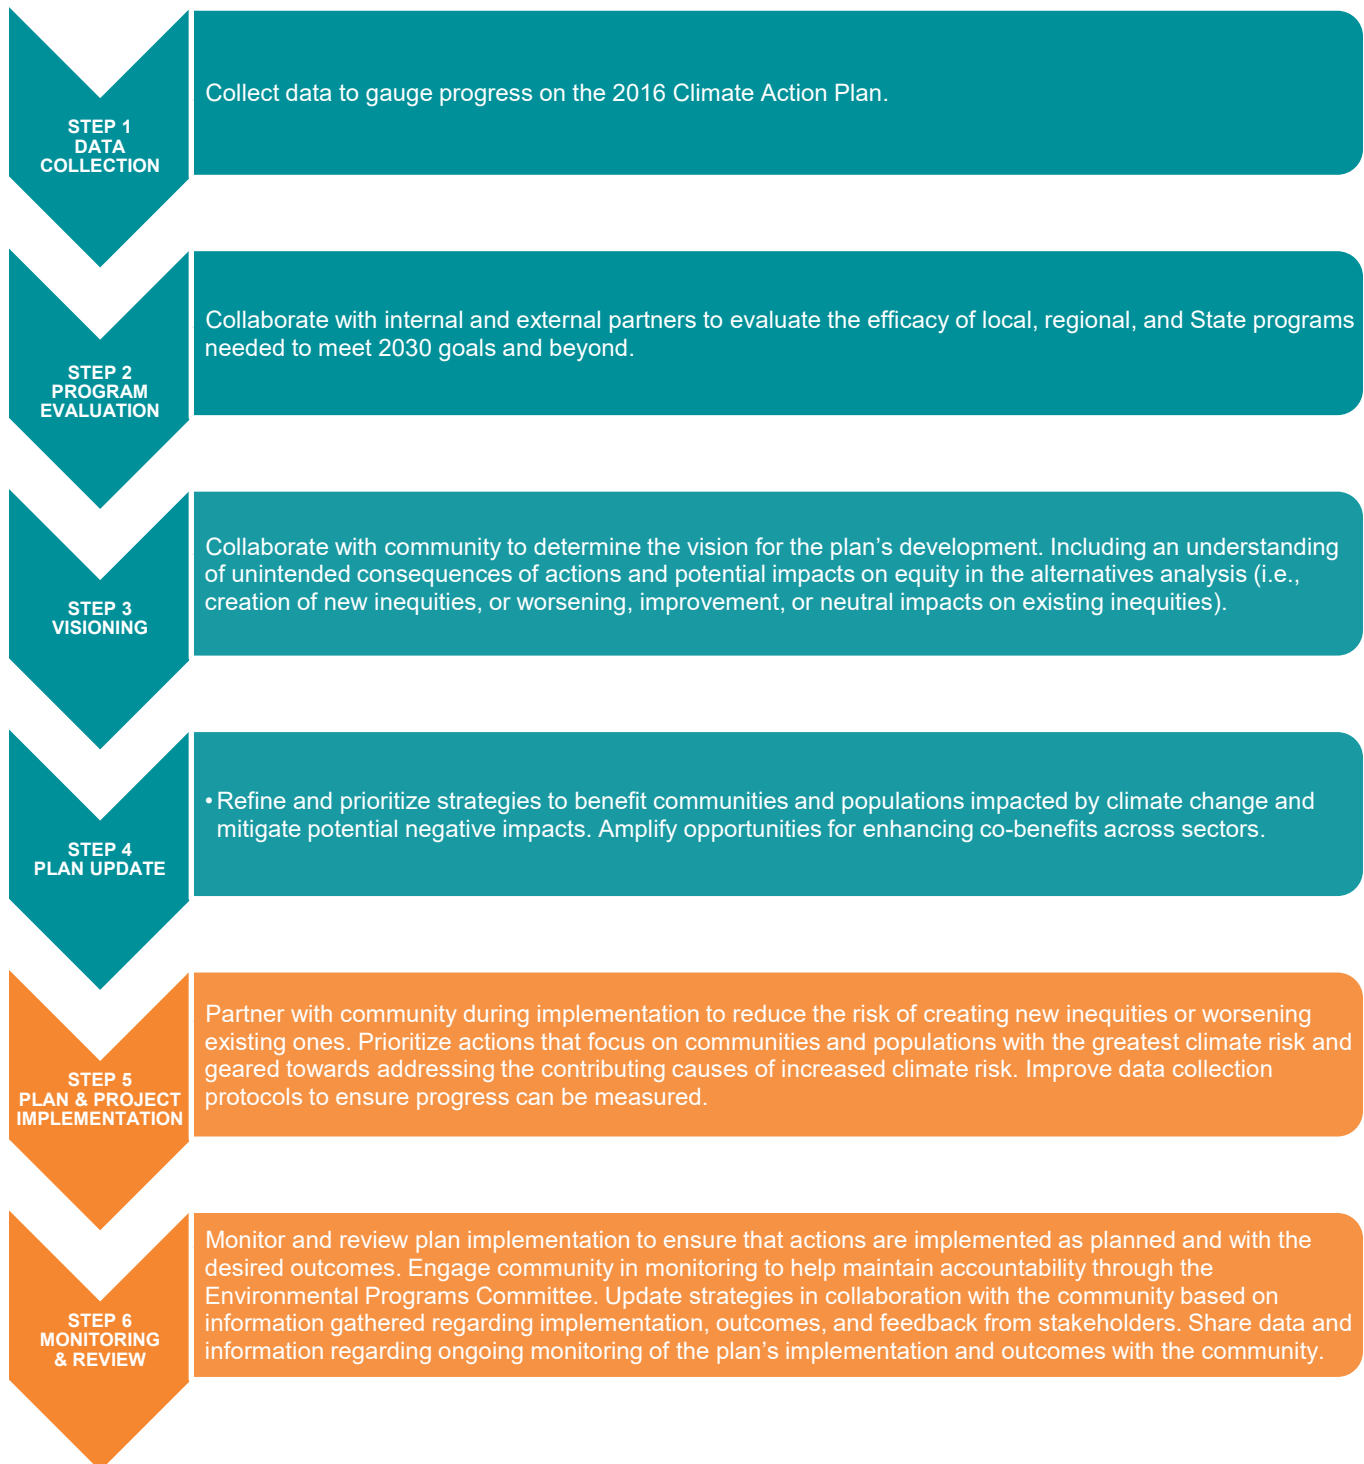 STEP 1
DATA
COLLECTION
Collect data to gauge progress on the 2016 Climate Action Plan.
STEP 2
PROGRAM
EVALUATION
Collaborate with internal and external partners to evaluate the efficacy of local, regional, and State programs
needed to meet 2030 goals and beyond.
STEP 3
VISIONING
Collaborate with community to determine the vision for the plan’s development. Including an understanding
of unintended consequences of actions and potential impacts on equity in the alternatives analysis (i.e.,
creation of new inequities, or worsening, improvement, or neutral impacts on existing inequities).
STEP 4
PLAN UPDATE
• Refine and prioritize strategies to benefit communities and populations impacted by climate change and
mitigate potential negative impacts. Amplify opportunities for enhancing co-benefits across sectors.
STEP 5
PLAN & PROJECT
IMPLEMENTATION
Partner with community during implementation to reduce the risk of creating new inequities or worsening
existing ones. Prioritize actions that focus on communities and populations with the greatest climate risk and
geared towards addressing the contributing causes of increased climate risk. Improve data collection
protocols to ensure progress can be measured.
STEP 6
MONITORING
& REVIEW
Monitor and review plan implementation to ensure that actions are implemented as planned and with the
desired outcomes. Engage community in monitoring to help maintain accountability through the
Environmental Programs Committee. Update strategies in collaboration with the community based on
information gathered regarding implementation, outcomes, and feedback from stakeholders. Share data and
information regarding ongoing monitoring of the plan’s implementation and outcomes with the community.